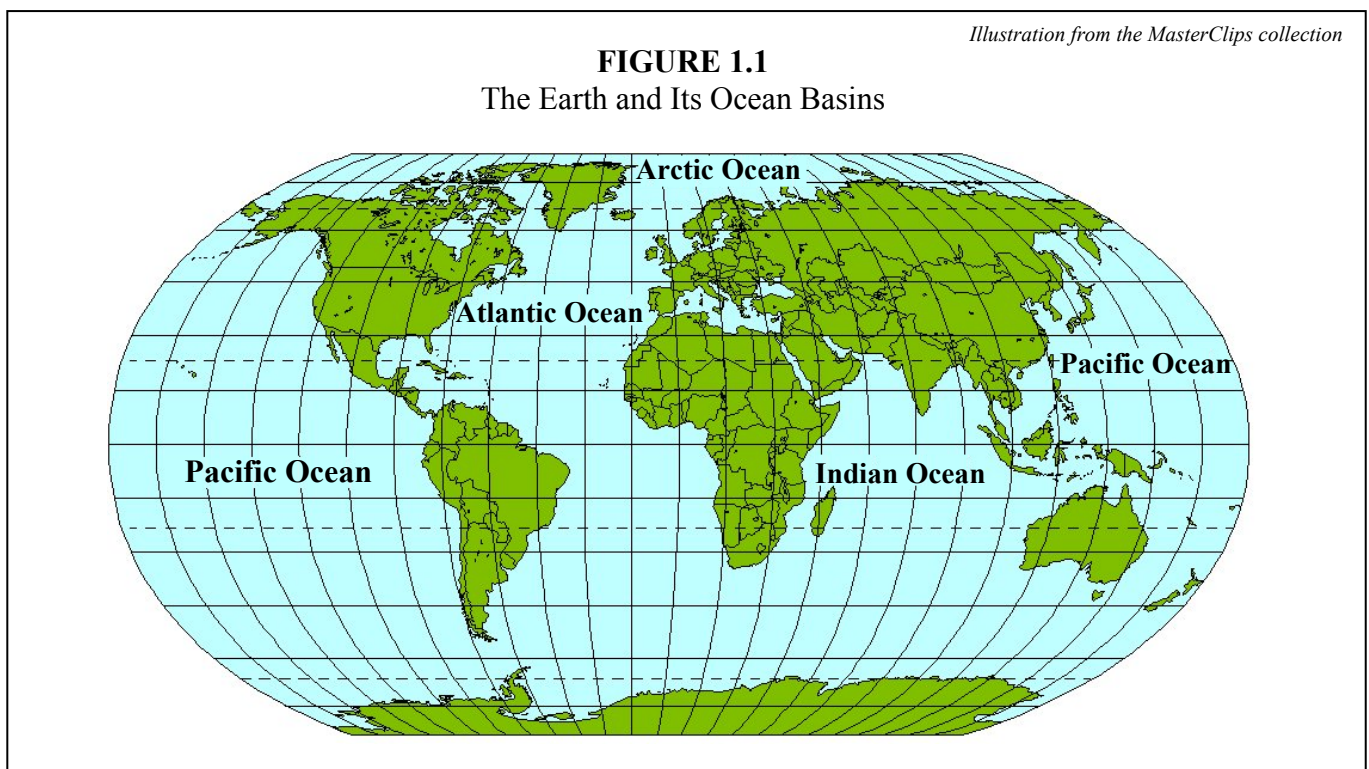 Illustration from the MasterClips collection
FIGURE 1.1
The Earth and Its Ocean Basins
Arctic Ocean
Atlantic Ocean
Pacific Ocean
Pacific Ocean
Indian Ocean